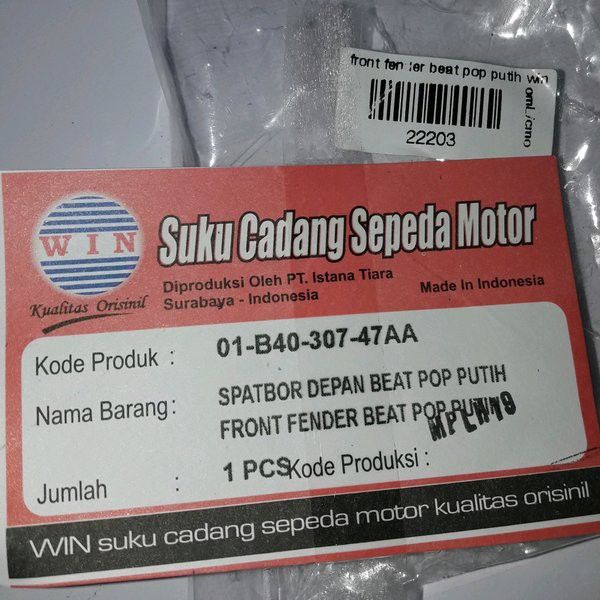 front fender beat pop putih win
22203
WIN
Kualitas Orisinil
Suku Cadang Sepeda Motor
Diproduksi Oleh PT. Istana Tiara
Surabaya - Indonesia
Made In Indonesia
Kode Produk : 01-B40-307-47AA
Nama Barang: SPATBOR DEPAN BEAT POP PUTIH
FRONT FENDER BEAT POP
Jumlah : 1 PCS Kode Produksi :
WIN suku cadang sepeda motor kualitas orisinil